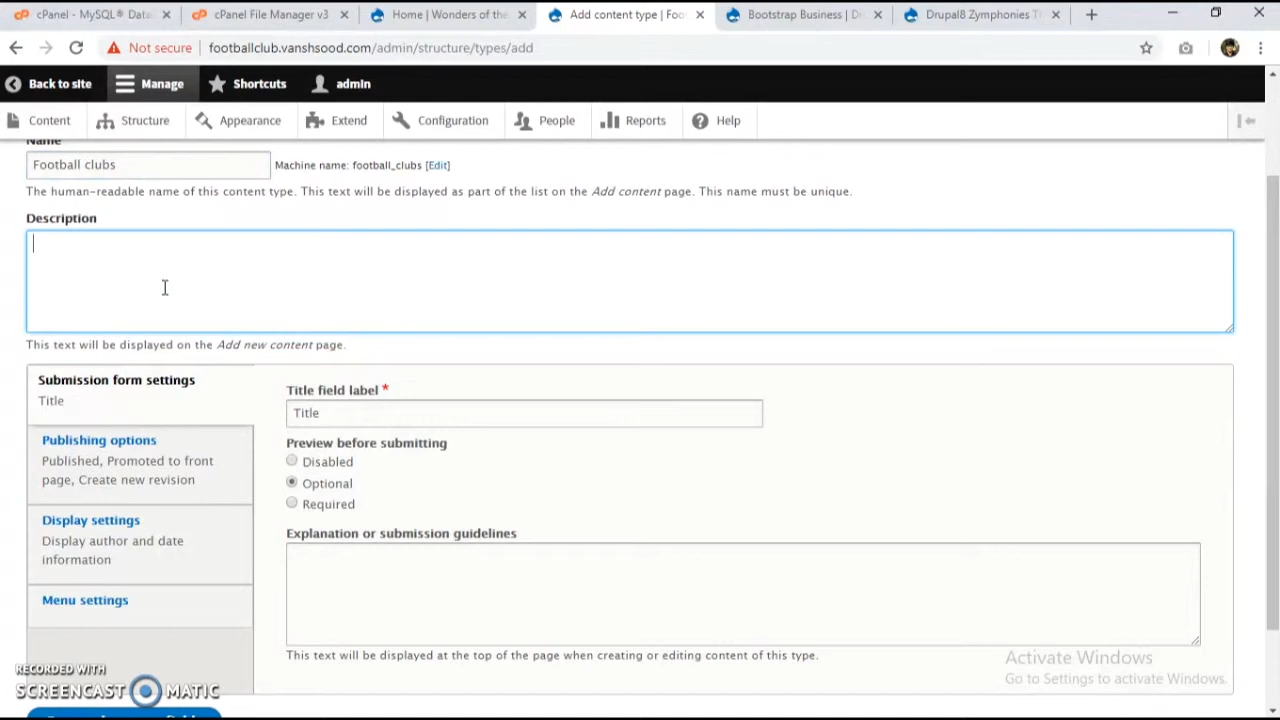 cPanel - MySQL® Data
cPanel File Manager v3
Home | Wonders of the
Add content type | Foo
Bootstrap Business | Dr
Drupal8 Zymphonies T
Not secure
footballclub.vanshsood.com/admin/structure/types/add
Back to site
Manage
Shortcuts
admin
Content
Structure
Appearance
Extend
Configuration
People
Reports
Help
Name
Football clubs
Machine name: football_clubs [Edit]
The human-readable name of this content type. This text will be displayed as part of the list on the Add content page. This name must be unique.
Description
This text will be displayed on the Add new content page.
Submission form settings
Title
Publishing options
Published, Promoted to front
page, Create new revision
Display settings
Display author and date
information
Menu settings
Title field label *
Title
Preview before submitting
Disabled
Optional
Required
Explanation or submission guidelines
This text will be displayed at the top of the page when creating or editing content of this type.
Activate Windows
Go to Settings to activate Windows.
RECORDED WITH
SCREENCAST MATIC